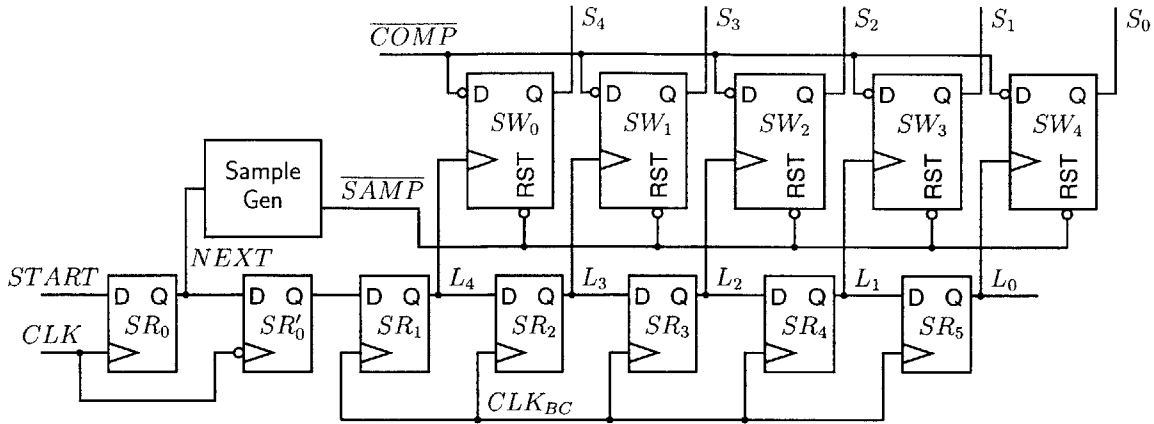 S₄ S₃ S₂ S₁ S₀
COMP
D Q D Q D Q D Q D Q
SW₀ SW₁ SW₂ SW₃ SW₄
RST RST RST RST RST
Sample
Gen
SAMP
NEXT
START L₄ L₃ L₂ L₁ L₀
D Q D Q D Q D Q D Q D Q D Q
SR₀ SR′₀ SR₁ SR₂ SR₃ SR₄ SR₅
CLK
CLK_BC